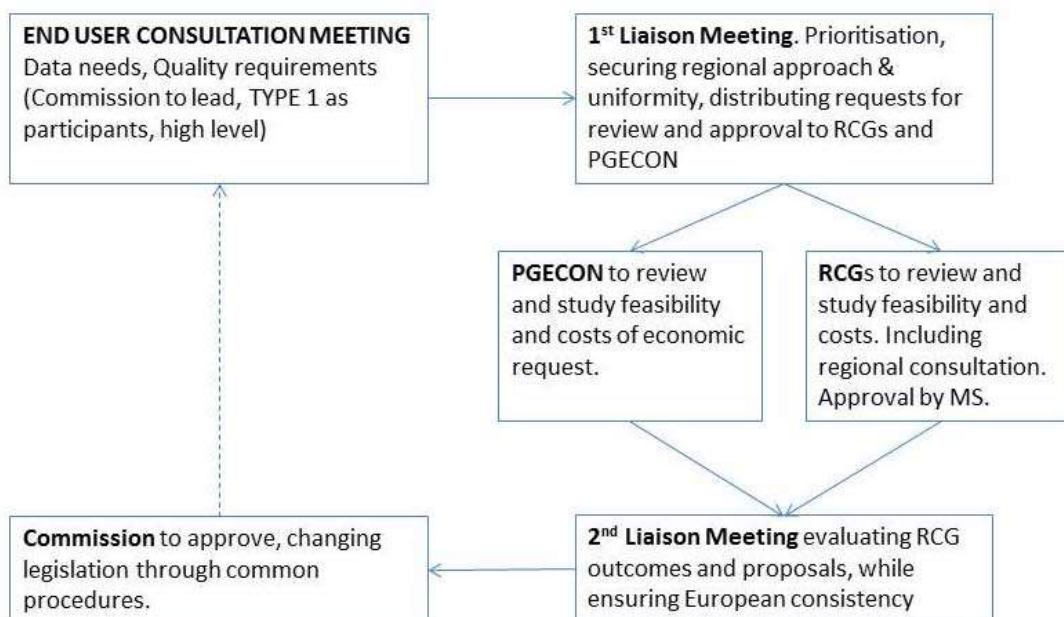 END USER CONSULTATION MEETING
Data needs, Quality requirements
(Commission to lead, TYPE 1 as
participants, high level)
1st Liaison Meeting. Prioritisation,
securing regional approach &
uniformity, distributing requests for
review and approval to RCGs and
PGECON
PGECON to review
and study feasibility
and costs of economic
request.
RCGs to review and
study feasibility and
costs. Including
regional consultation.
Approval by MS.
Commission to approve, changing
legislation through common
procedures.
2nd Liaison Meeting evaluating RCG
outcomes and proposals, while
ensuring European consistency